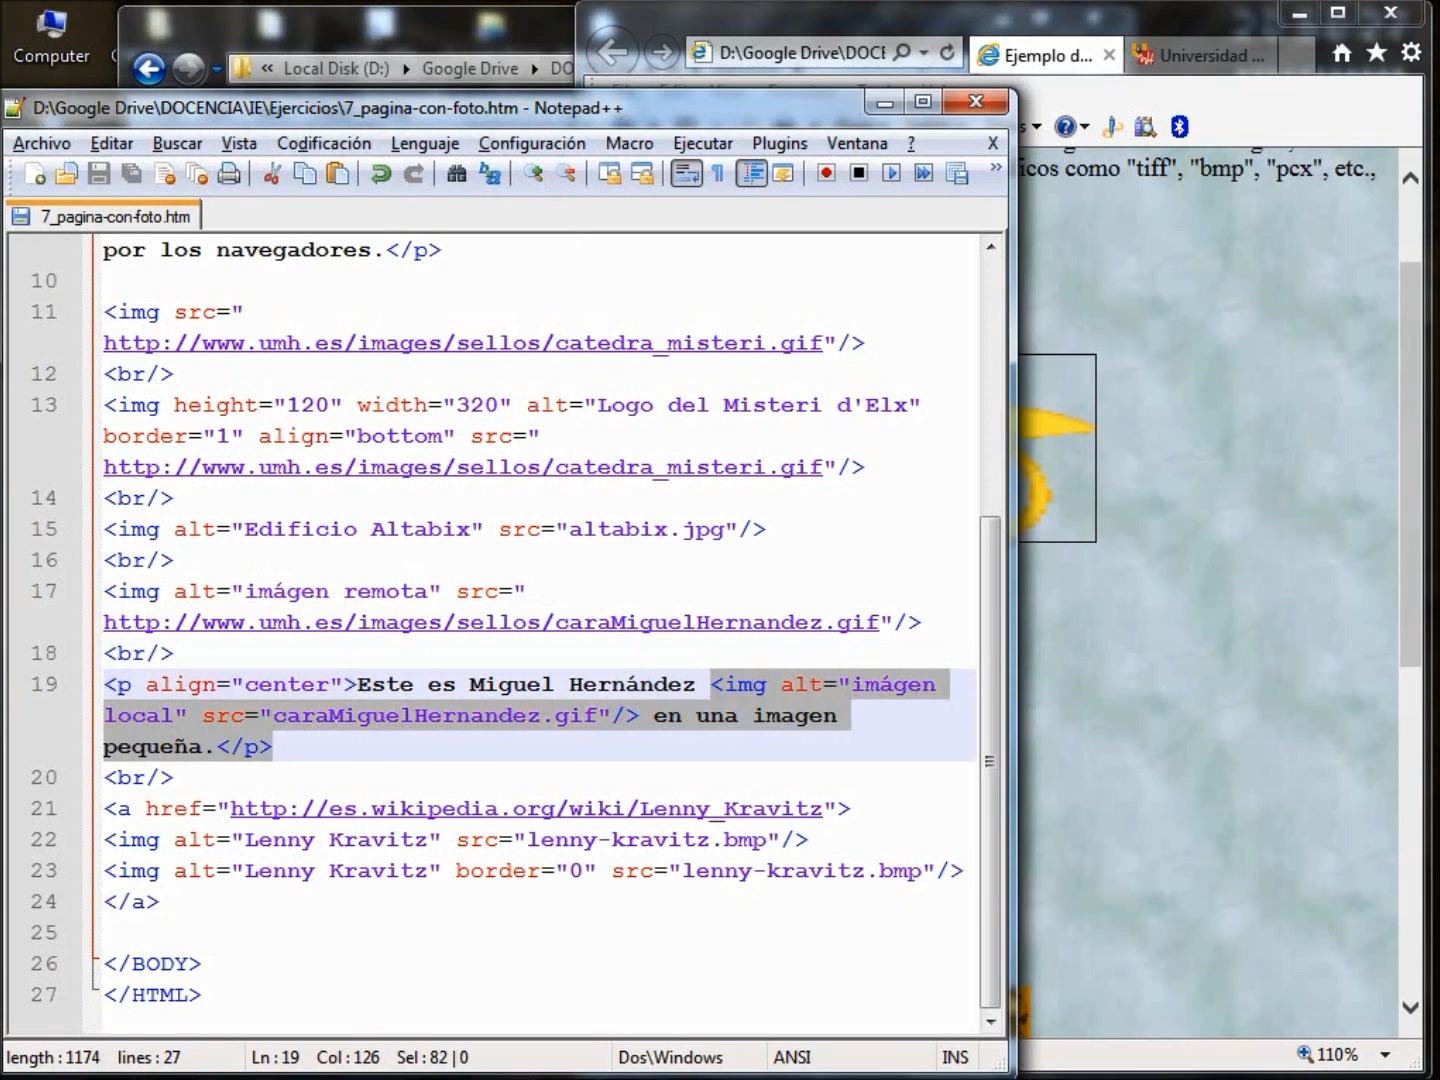 Computer
« Local Disk (D:) ▸ Google Drive ▸ DO
D:\Google Drive\DOCE
Ejemplo d...
Universidad ...
D:\Google Drive\DOCENCIA\IE\Ejercicios\7_pagina-con-foto.htm - Notepad++
Archivo Editar Buscar Vista Codificación Lenguaje Configuración Macro Ejecutar Plugins Ventana ? X
7_pagina-con-foto.htm
icos como "tiff", "bmp", "pcx", etc.,
por los navegadores.</p>
10
11 <img src="
http://www.umh.es/images/sellos/catedra_misteri.gif"/>
12 <br/>
13 <img height="120" width="320" alt="Logo del Misteri d'Elx"
border="1" align="bottom" src="
http://www.umh.es/images/sellos/catedra_misteri.gif"/>
14 <br/>
15 <img alt="Edificio Altabix" src="altabix.jpg"/>
16 <br/>
17 <img alt="imágen remota" src="
http://www.umh.es/images/sellos/caraMiguelHernandez.gif"/>
18 <br/>
19 <p align="center">Este es Miguel Hernández <img alt="imágen
local" src="caraMiguelHernandez.gif"/> en una imagen
pequeña.</p>
20 <br/>
21 <a href="http://es.wikipedia.org/wiki/Lenny_Kravitz">
22 <img alt="Lenny Kravitz" src="lenny-kravitz.bmp"/>
23 <img alt="Lenny Kravitz" border="0" src="lenny-kravitz.bmp"/>
24 </a>
25
26 </BODY>
27 </HTML>
length : 1174 lines : 27 Ln : 19 Col : 126 Sel : 82 | 0 Dos\Windows ANSI INS
110%